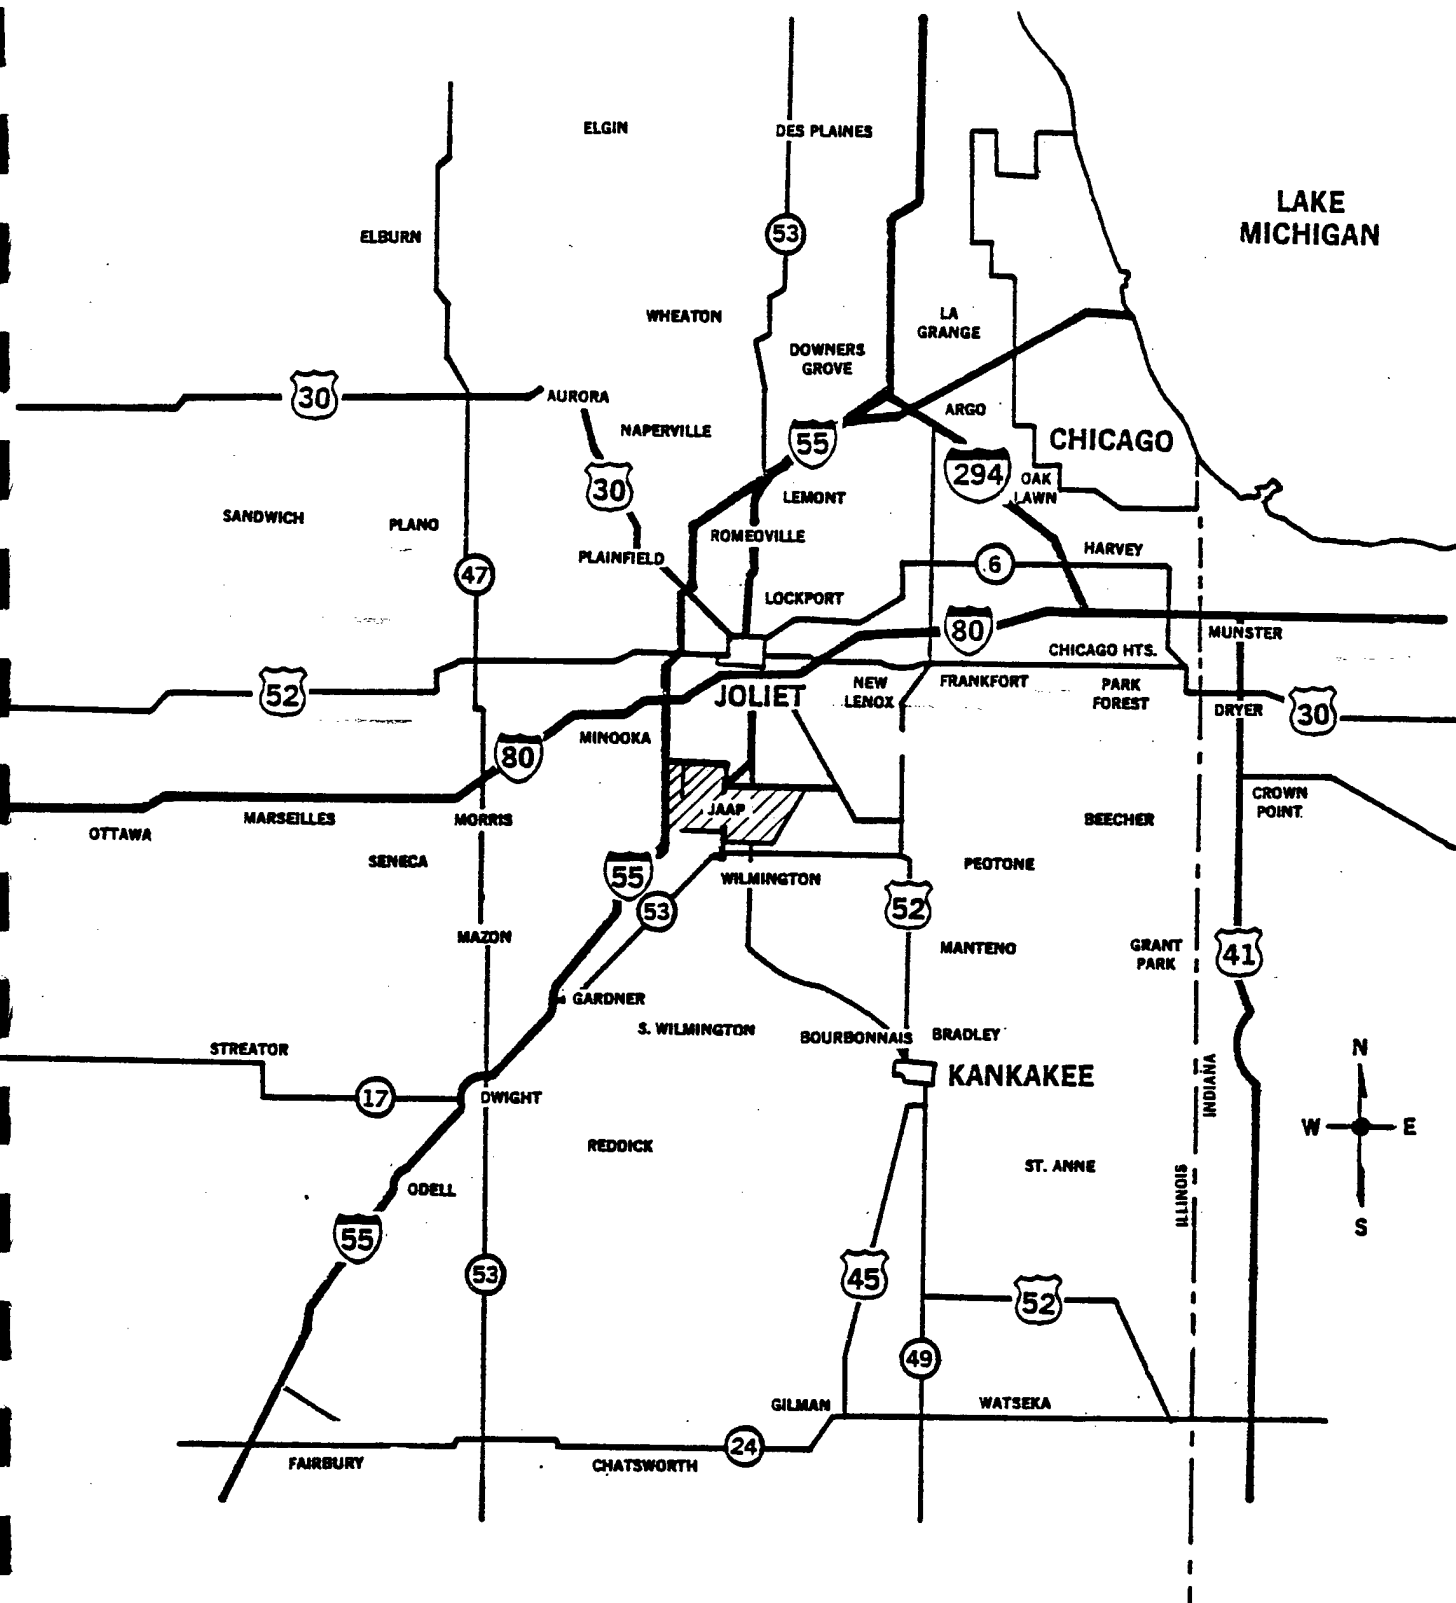 ELGIN
DES PLAINES
LAKE
MICHIGAN
ELBURN
53
WHEATON
LA
GRANGE
DOWNERS
GROVE
30
AURORA
ARGO
NAPERVILLE
55
CHICAGO
294
30
OAK
LAWN
LEMONT
SANDWICH
PLANO
ROMEOVILLE
PLAINFIELD
HARVEY
6
47
LOCKPORT
80
MUNSTER
CHICAGO HTS.
52
JOLIET
NEW
LENOX
FRANKFORT
PARK
FOREST
DRYER
30
MINOOKA
80
JAAP
CROWN
POINT
OTTAWA
MARSEILLES
MORRIS
BEECHER
SENECA
PEOTONE
55
WILMINGTON
53
52
MAZON
MANTENO
GRANT
PARK
41
GARDNER
S. WILMINGTON
BOURBONNAIS
BRADLEY
STREATOR
N
KANKAKEE
INDIANA
17
DWIGHT
W
E
REDDICK
ST. ANNE
ODELL
ILLINOIS
S
55
53
45
52
49
GILMAN
WATSEKA
24
FAIRBURY
CHATSWORTH